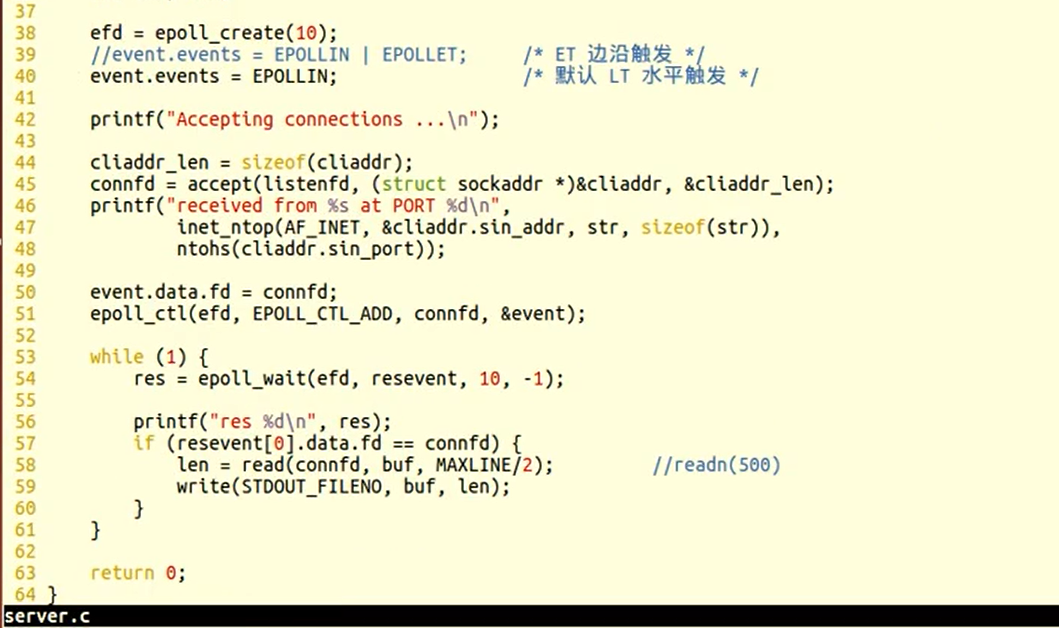 37
38     efd = epoll_create(10);
39     //event.events = EPOLLIN | EPOLLET;     /* ET 边沿触发 */
40     event.events = EPOLLIN;                 /* 默认 LT 水平触发 */
41
42     printf("Accepting connections ...\n");
43
44     cliaddr_len = sizeof(cliaddr);
45     connfd = accept(listenfd, (struct sockaddr *)&cliaddr, &cliaddr_len);
46     printf("received from %s at PORT %d\n",
47             inet_ntop(AF_INET, &cliaddr.sin_addr, str, sizeof(str)),
48             ntohs(cliaddr.sin_port));
49
50     event.data.fd = connfd;
51     epoll_ctl(efd, EPOLL_CTL_ADD, connfd, &event);
52
53     while (1) {
54         res = epoll_wait(efd, resevent, 10, -1);
55
56         printf("res %d\n", res);
57         if (resevent[0].data.fd == connfd) {
58             len = read(connfd, buf, MAXLINE/2);         //readn(500)
59             write(STDOUT_FILENO, buf, len);
60         }
61     }
62
63     return 0;
64 }
server.c